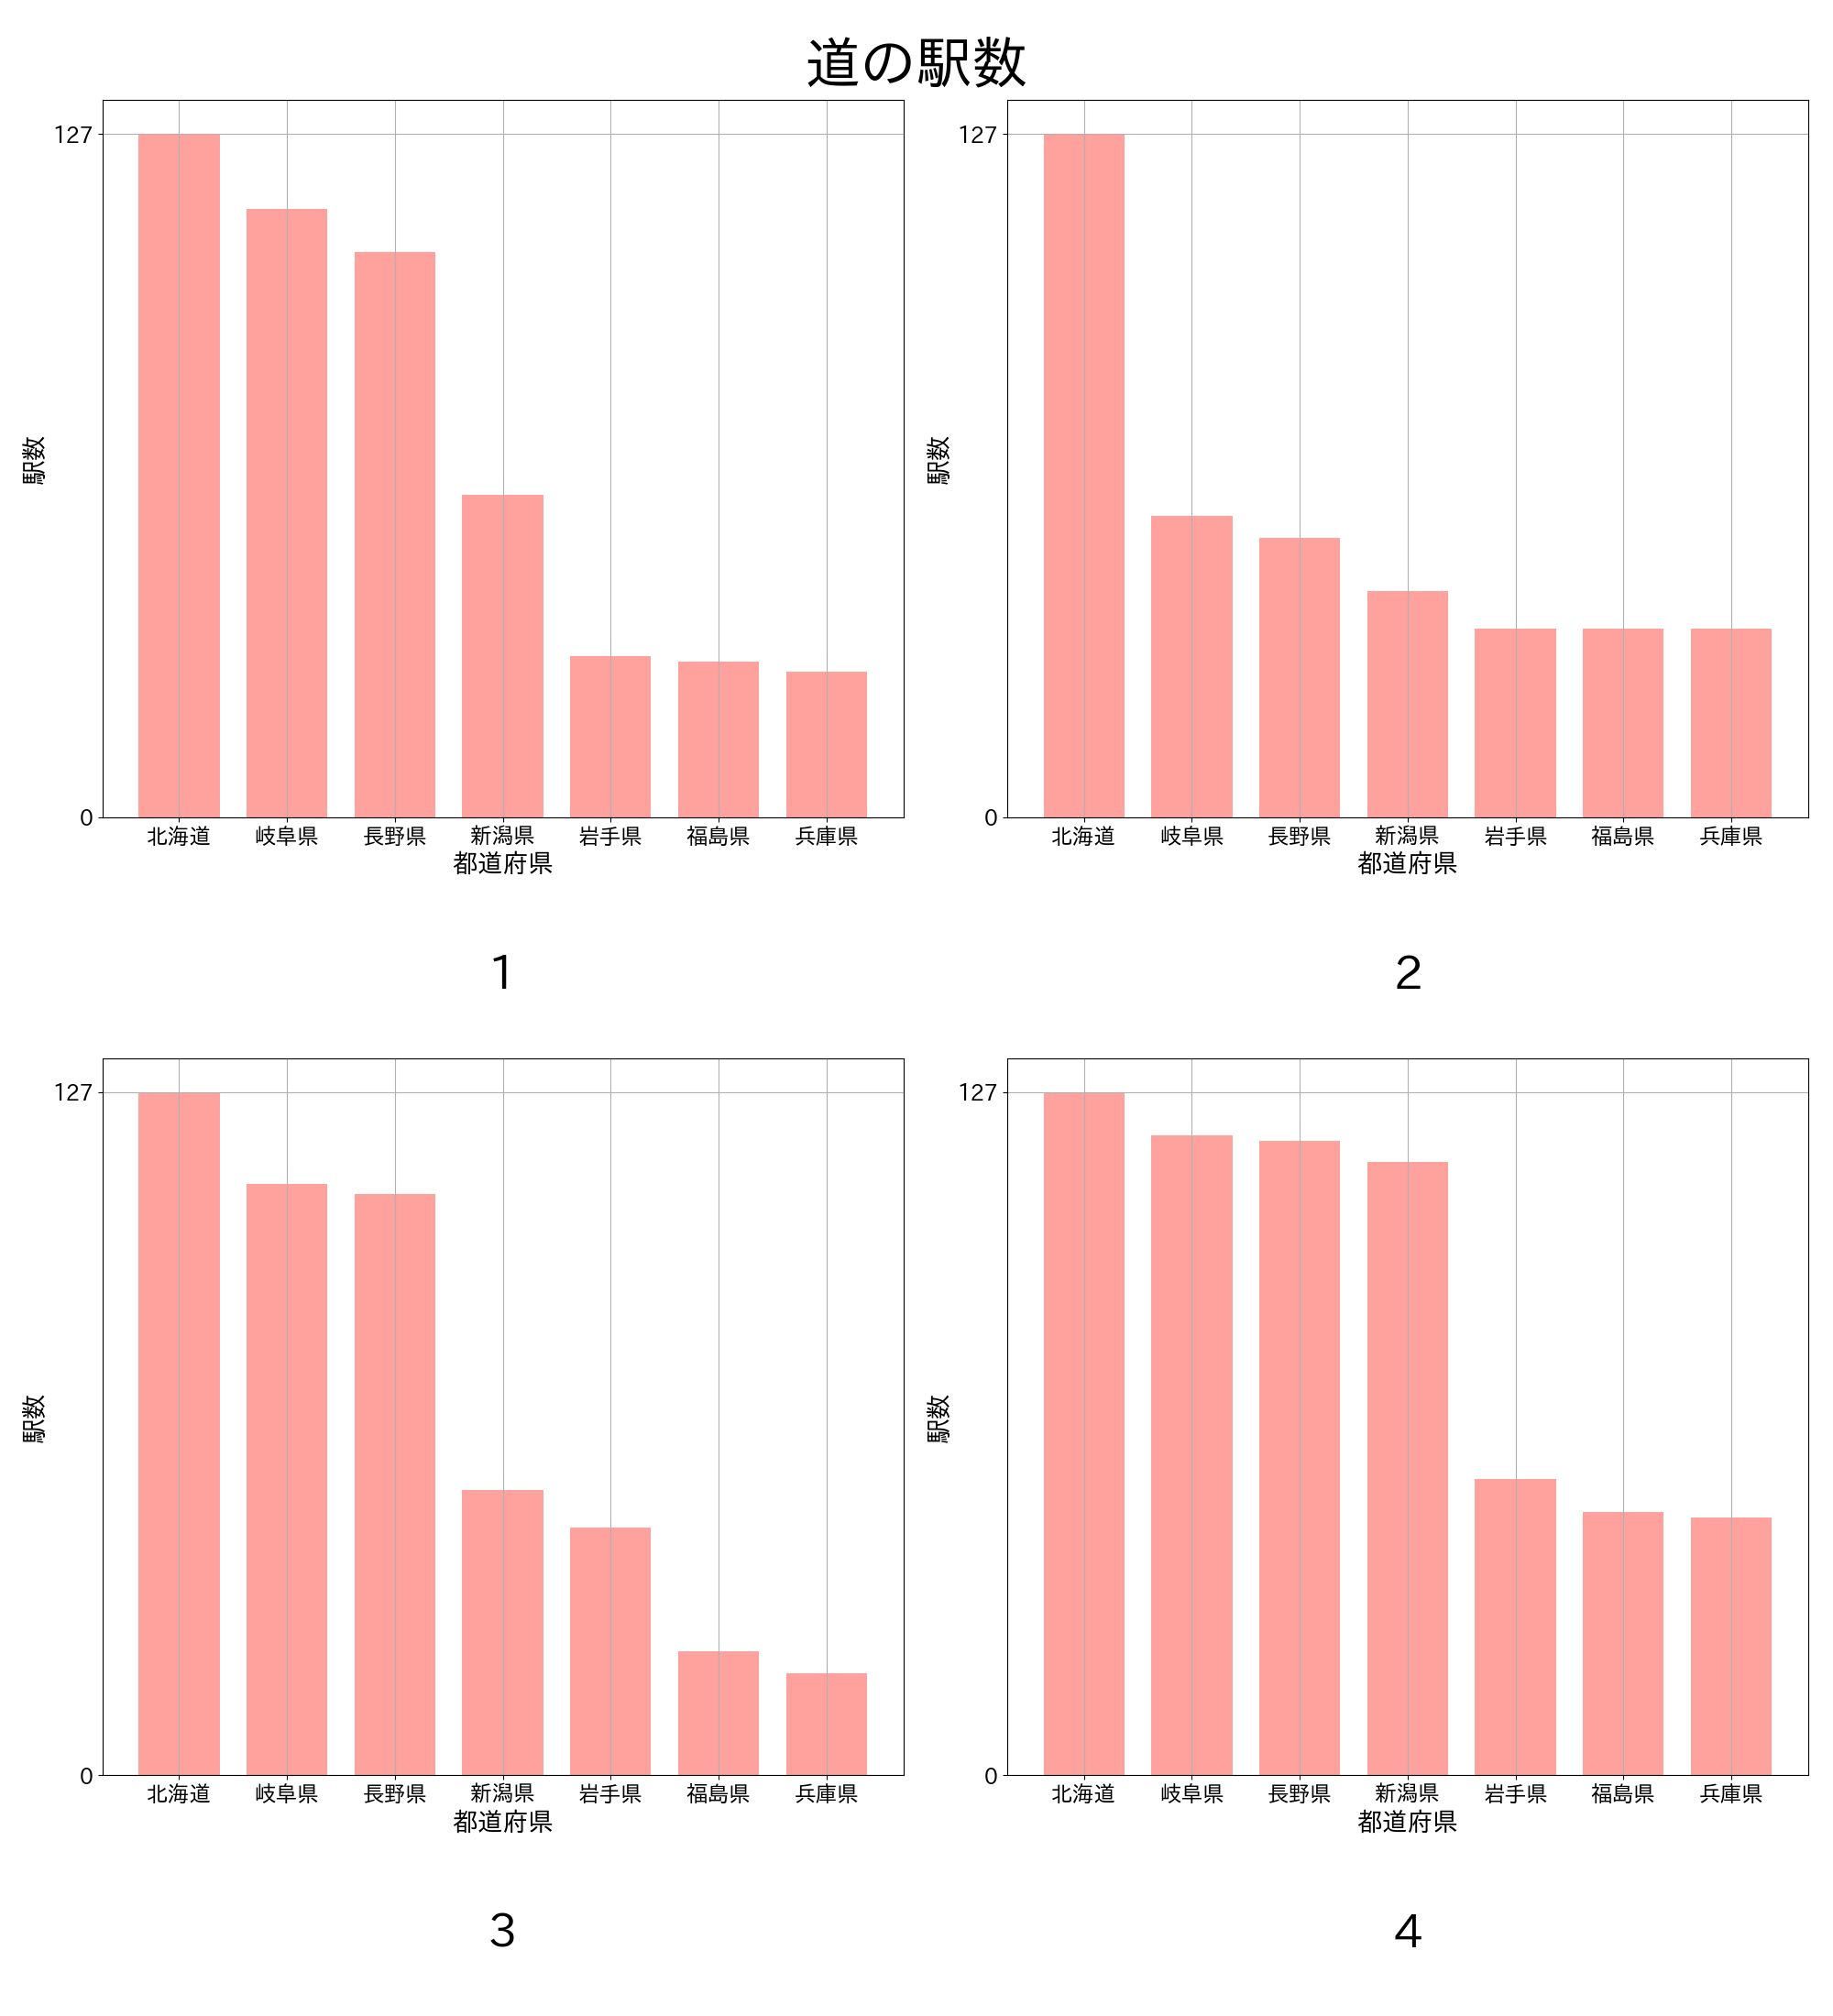 道の駅数
127
0
駅数
北海道 岐阜県 長野県 新潟県 岩手県 福島県 兵庫県
都道府県
1
127
0
駅数
北海道 岐阜県 長野県 新潟県 岩手県 福島県 兵庫県
都道府県
2
127
0
駅数
北海道 岐阜県 長野県 新潟県 岩手県 福島県 兵庫県
都道府県
3
127
0
駅数
北海道 岐阜県 長野県 新潟県 岩手県 福島県 兵庫県
都道府県
4